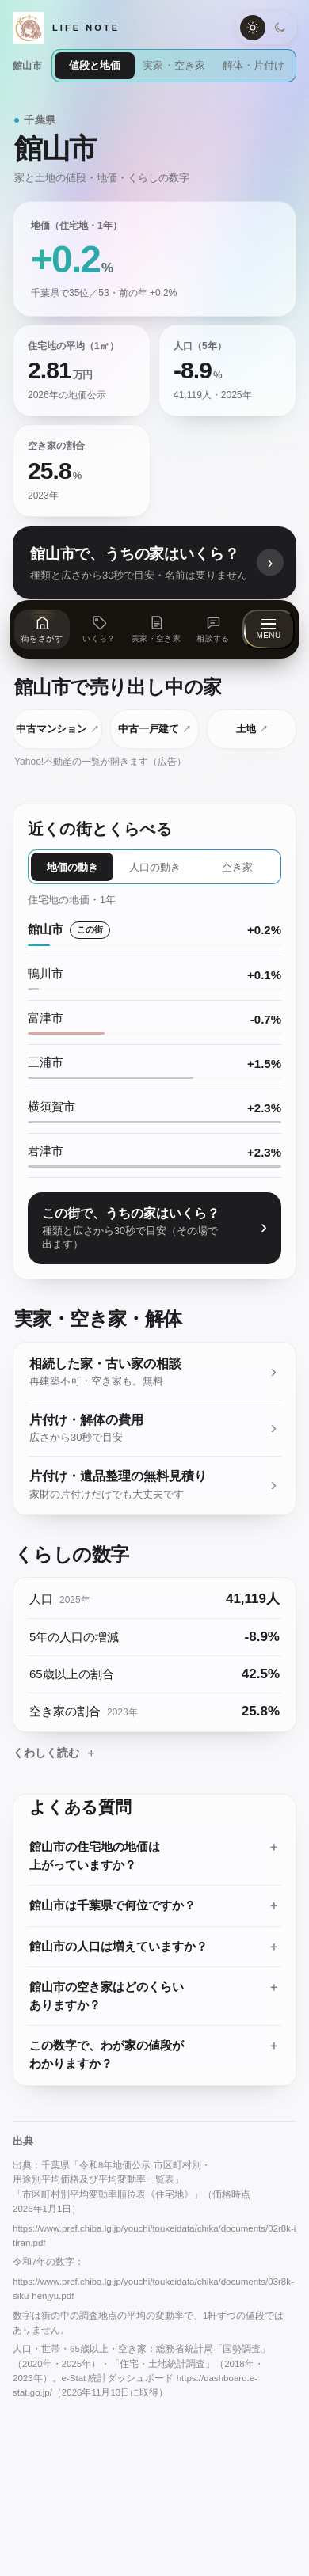 LIFE NOTE
館山市
値段と地価
実家・空き家
解体・片付け
千葉県
館山市
家と土地の値段・地価・くらしの数字
地価（住宅地・1年）
+0.2%
千葉県で35位／53・前の年 +0.2%
住宅地の平均（1㎡）
2.81万円
2026年の地価公示
人口（5年）
-8.9%
41,119人・2025年
空き家の割合
25.8%
2023年
館山市で、うちの家はいくら？
種類と広さから30秒で目安・名前は要りません
›
街をさがす
いくら？
実家・空き家
相談する
MENU
館山市で売り出し中の家
中古マンション ↗
中古一戸建て ↗
土地 ↗
Yahoo!不動産の一覧が開きます（広告）
近くの街とくらべる
地価の動き
人口の動き
空き家
住宅地の地価・1年
館山市 この街 +0.2%
鴨川市 +0.1%
富津市 -0.7%
三浦市 +1.5%
横須賀市 +2.3%
君津市 +2.3%
この街で、うちの家はいくら？
種類と広さから30秒で目安（その場で
出ます）
›
実家・空き家・解体
相続した家・古い家の相談
再建築不可・空き家も。無料
›
片付け・解体の費用
広さから30秒で目安
›
片付け・遺品整理の無料見積り
家財の片付けだけでも大丈夫です
›
くらしの数字
人口 2025年 41,119人
5年の人口の増減 -8.9%
65歳以上の割合 42.5%
空き家の割合 2023年 25.8%
くわしく読む +
よくある質問
館山市の住宅地の地価は
上がっていますか？
+
館山市は千葉県で何位ですか？ +
館山市の人口は増えていますか？ +
館山市の空き家はどのくらい
ありますか？
+
この数字で、わが家の値段が
わかりますか？
+
出典
出典：千葉県「令和8年地価公示 市区町村別・
用途別平均価格及び平均変動率一覧表」
「市区町村別平均変動率順位表《住宅地》」（価格時点
2026年1月1日）
https://www.pref.chiba.lg.jp/youchi/toukeidata/chika/documents/02r8k-i
tiran.pdf
令和7年の数字：
https://www.pref.chiba.lg.jp/youchi/toukeidata/chika/documents/03r8k-
siku-henjyu.pdf
数字は街の中の調査地点の平均の変動率で、1軒ずつの値段では
ありません。
人口・世帯・65歳以上・空き家：総務省統計局「国勢調査」
（2020年・2025年）・「住宅・土地統計調査」（2018年・
2023年）。e-Stat 統計ダッシュボード https://dashboard.e-
stat.go.jp/（2026年11月13日に取得）